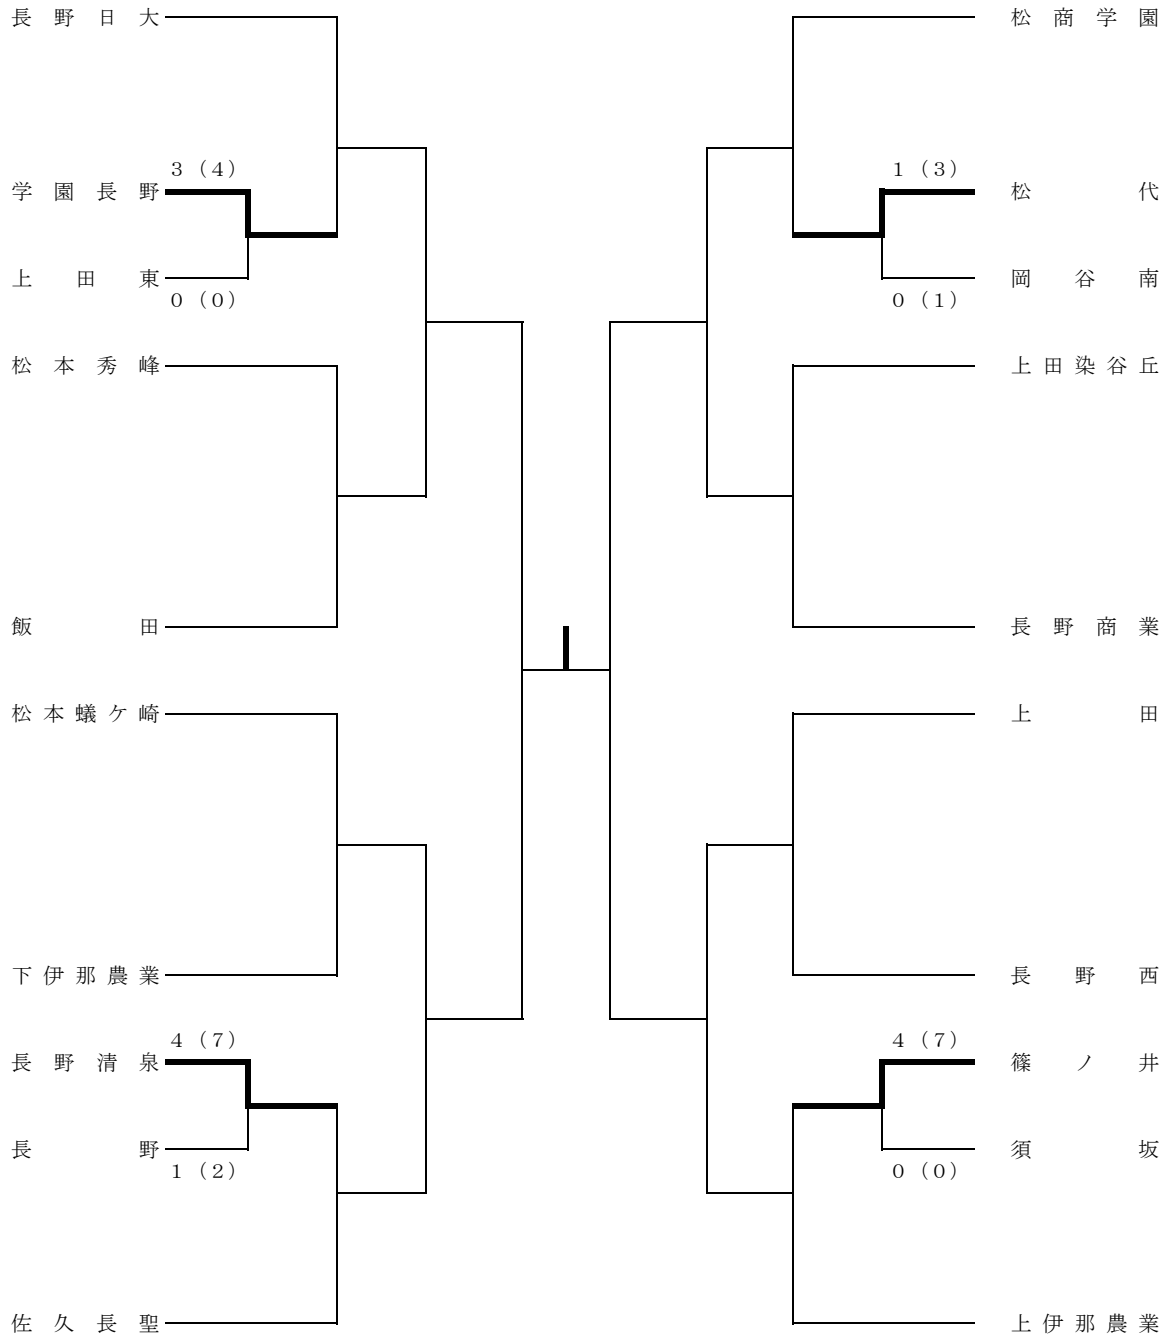 長野日大
3（4）
学園長野
上田東
0（0）
松本秀峰
飯田
松本蟻ケ崎
下伊那農業
4（7）
長野清泉
長野
1（2）
佐久長聖
松商学園
1（3）
松代
岡谷南
0（1）
上田染谷丘
長野商業
上田
長野西
4（7）
篠ノ井
須坂
0（0）
上伊那農業